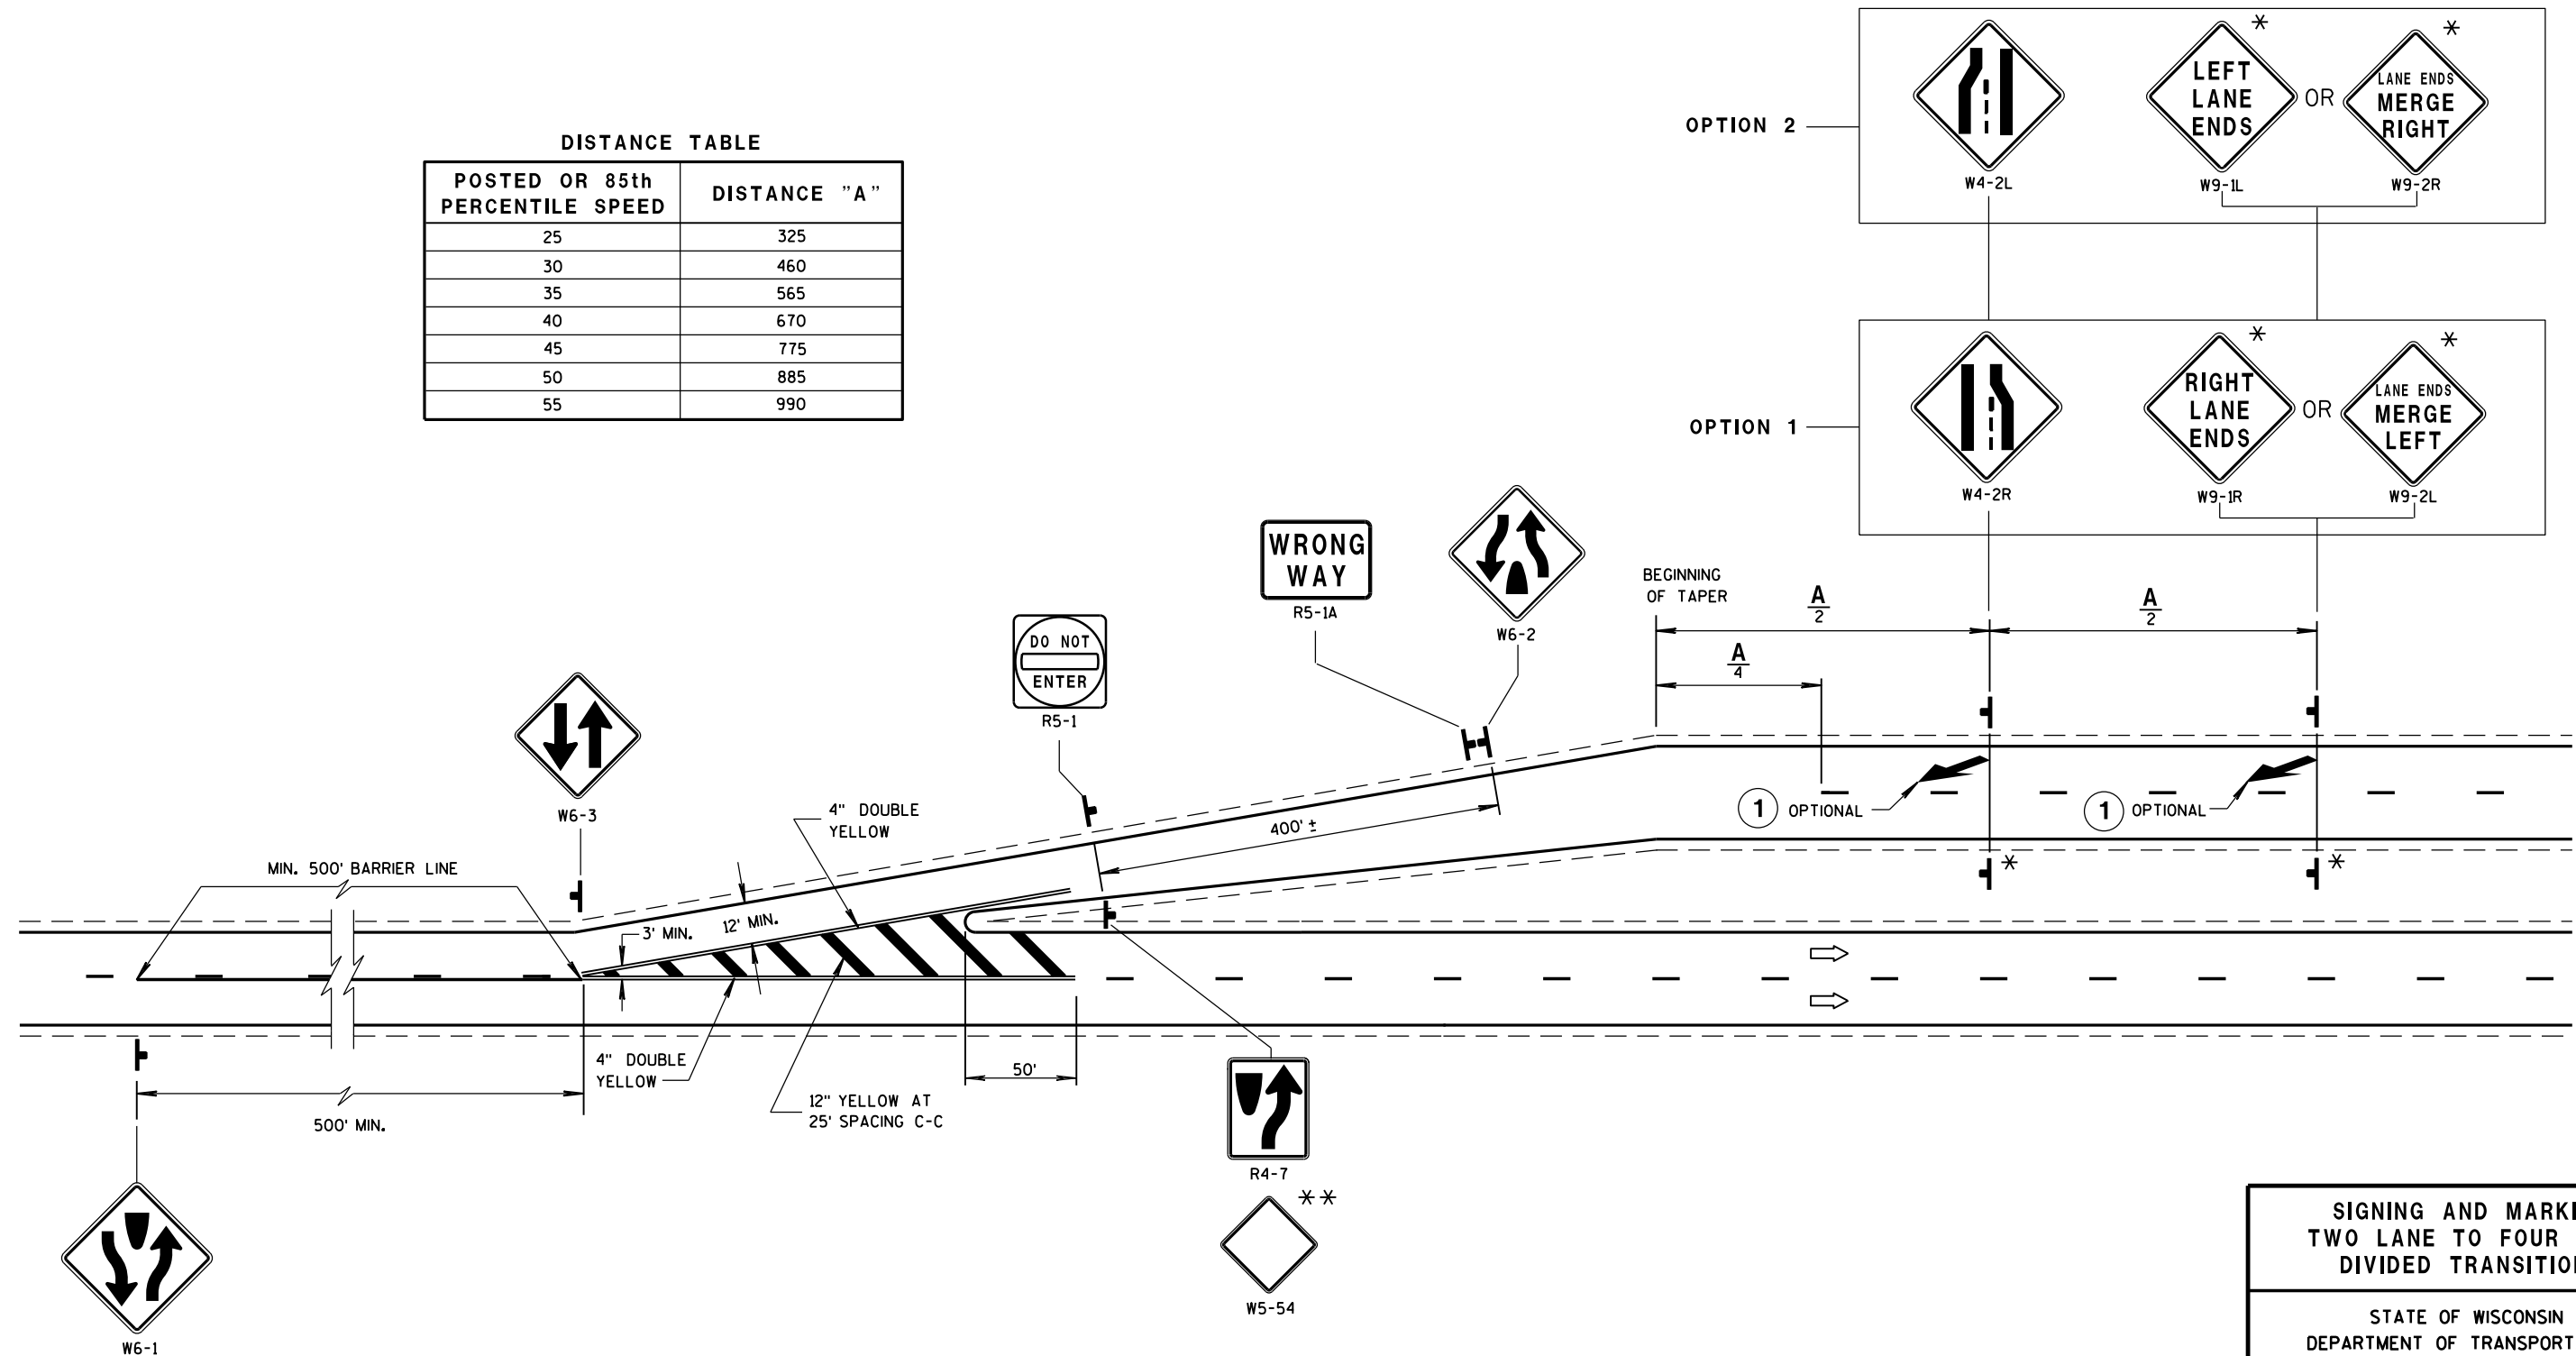 DISTANCE TABLE
POSTED OR 85th
PERCENTILE SPEED
DISTANCE "A"
25 325
30 460
35 565
40 670
45 775
50 885
55 990
OPTION 2
W4-2L
*
LEFT
LANE
ENDS
W9-1L
OR
*
LANE ENDS
MERGE
RIGHT
W9-2R
OPTION 1
W4-2R
*
RIGHT
LANE
ENDS
W9-1R
OR
*
LANE ENDS
MERGE
LEFT
W9-2L
WRONG
WAY
R5-1A
W6-2
BEGINNING
OF TAPER
A
2
A
2
A
4
DO NOT
ENTER
R5-1
W6-3
4" DOUBLE
YELLOW
400' ±
1 OPTIONAL
1 OPTIONAL
*
*
MIN. 500' BARRIER LINE
3' MIN.
12' MIN.
4" DOUBLE
YELLOW
50'
12" YELLOW AT
25' SPACING C-C
500' MIN.
R4-7
**
W5-54
W6-1
SIGNING AND
TWO LANE TO FOUR
DIVIDED
STATE OF WISCONSIN
DEPARTMENT OF